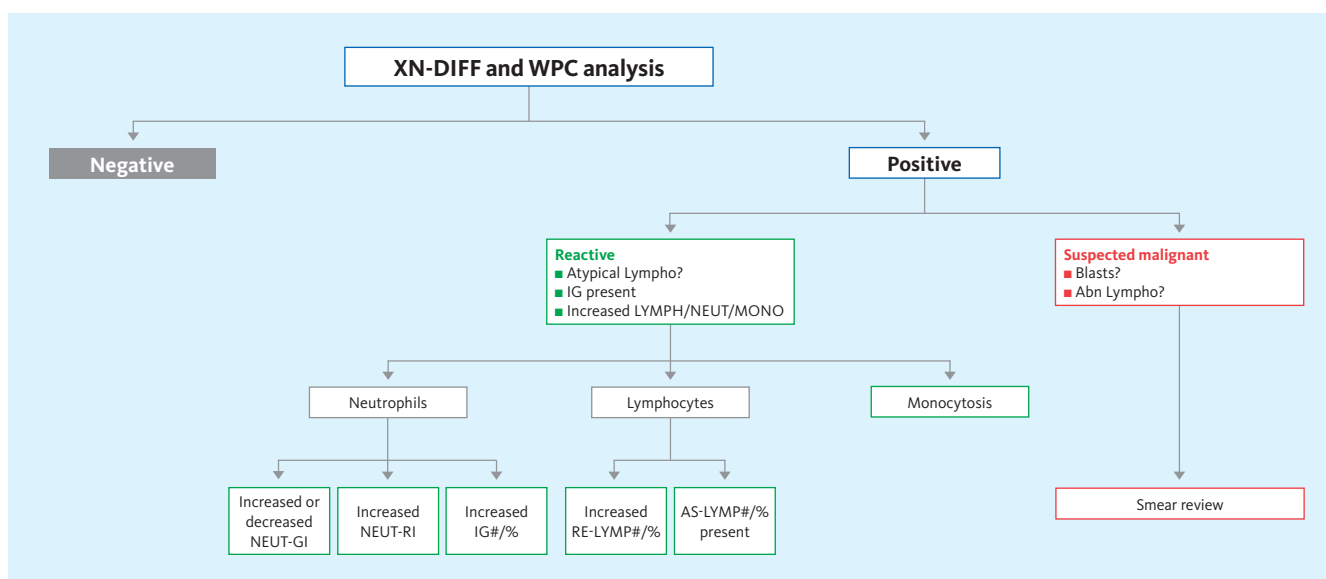 XN-DIFF and WPC analysis
Negative
Positive
Reactive
■ Atypical Lympho?
■ IG present
■ Increased LYMPH/NEUT/MONO
Suspected malignant
■ Blasts?
■ Abn Lympho?
Neutrophils
Lymphocytes
Monocytosis
Increased or
decreased
NEUT-GI
Increased
NEUT-RI
Increased
IG#/%
Increased
RE-LYMP#/%
AS-LYMP#/%
present
Smear review